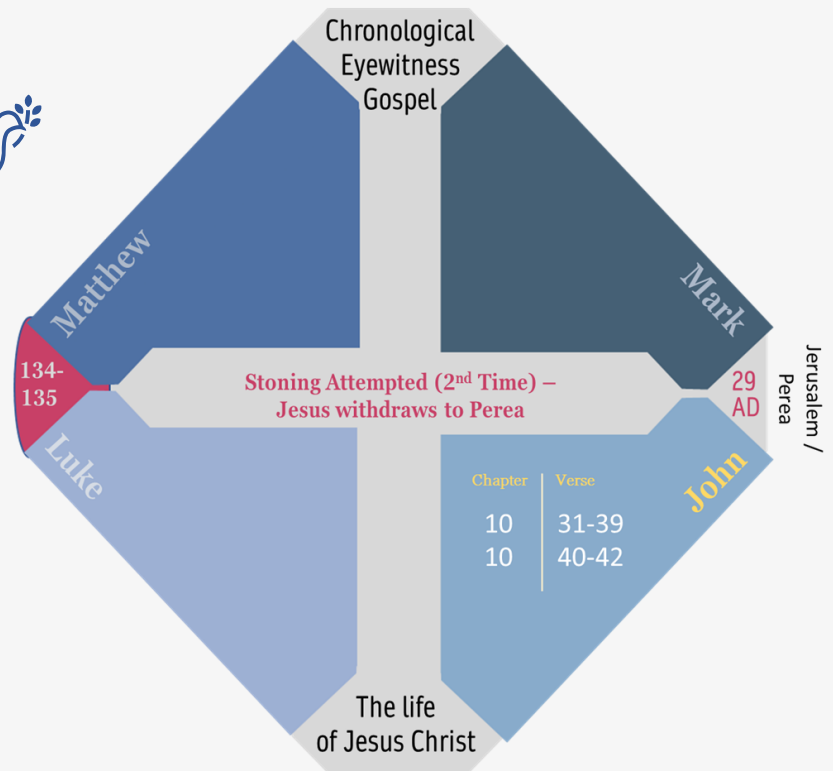 Chronological
Eyewitness
Gospel
Matthew
Mark
134-
135
Stoning Attempted (2nd Time) –
Jesus withdraws to Perea
29
AD
Jerusalem /
Perea
Luke
John
Chapter Verse
10 31-39
10 40-42
The life
of Jesus Christ